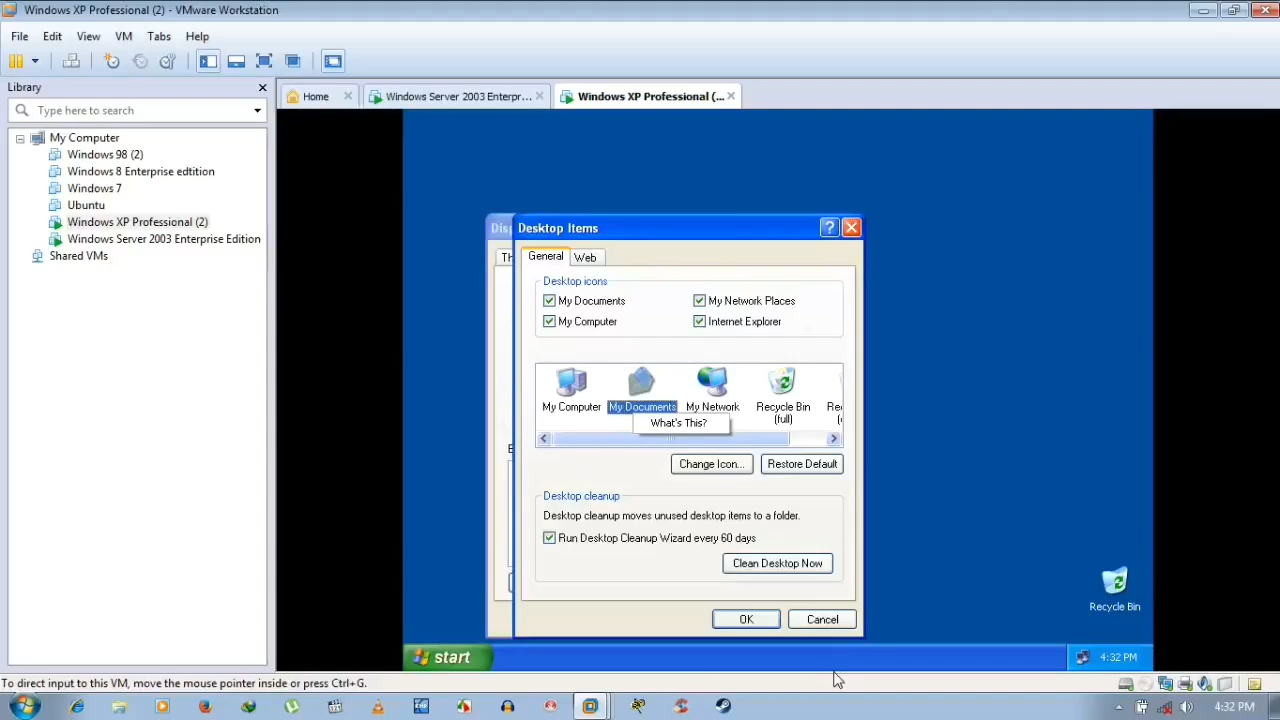 Windows XP Professional (2) - VMware Workstation
File Edit View VM Tabs Help
Library
Home
Windows Server 2003 Enterpr...
Windows XP Professional (...
Type here to search
My Computer
Windows 98 (2)
Windows 8 Enterprise edtition
Windows 7
Ubuntu
Windows XP Professional (2)
Windows Server 2003 Enterprise Edition
Shared VMs
Desktop Items
General Web
Desktop icons
My Documents My Network Places
My Computer Internet Explorer
My Computer My Documents My Network Recycle Bin
(full)
What's This?
Change Icon... Restore Default
Desktop cleanup
Desktop cleanup moves unused desktop items to a folder.
Run Desktop Cleanup Wizard every 60 days
Clean Desktop Now
OK Cancel
Recycle Bin
start 4:32 PM
To direct input to this VM, move the mouse pointer inside or press Ctrl+G.
4:32 PM